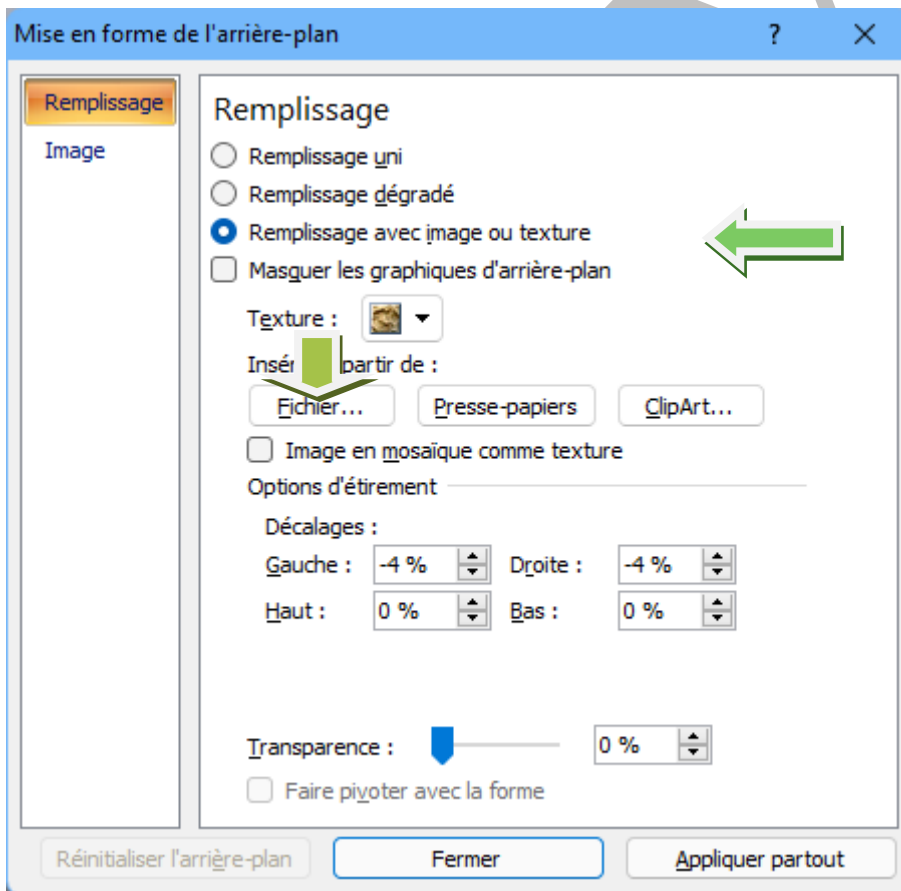 Mise en forme de l'arrière-plan ?
Remplissage
Image
Remplissage
Remplissage uni
Remplissage dégradé
Remplissage avec image ou texture
Masquer les graphiques d'arrière-plan
Texture :
Insér partir de :
Fichier... Presse-papiers ClipArt...
Image en mosaïque comme texture
Options d'étirement
Décalages :
Gauche : -4 % Droite : -4 %
Haut : 0 % Bas : 0 %
Transparence : 0 %
Faire pivoter avec la forme
Réinitialiser l'arrière-plan Fermer Appliquer partout